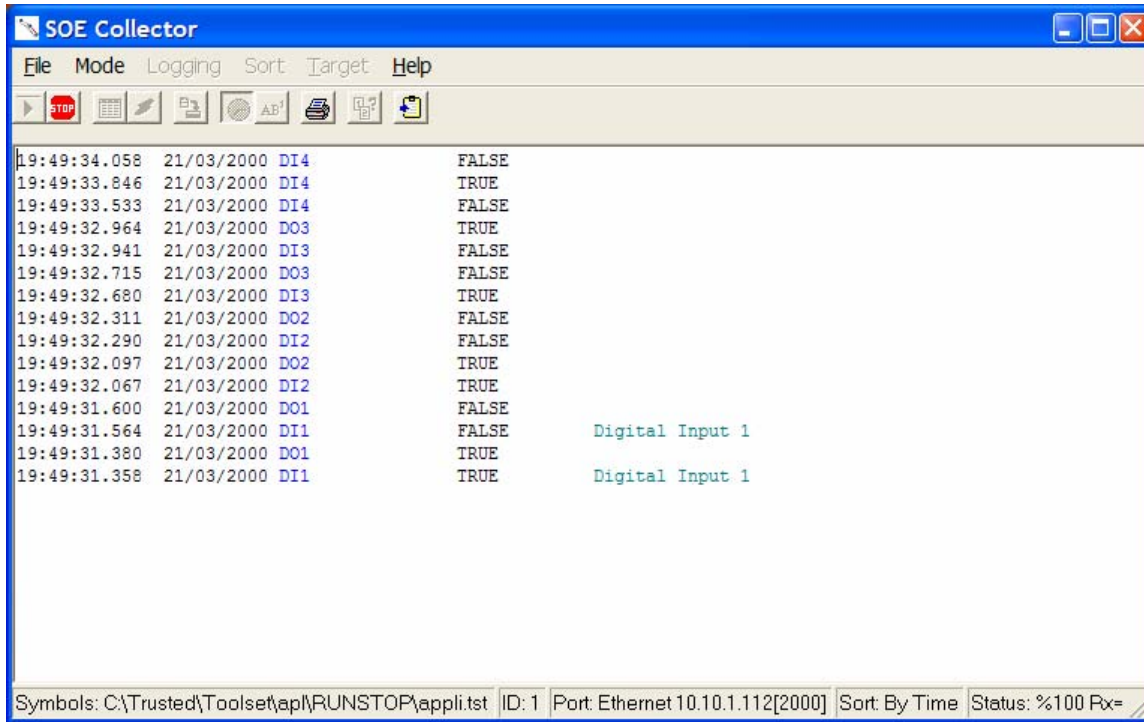 SOE Collector
File Mode Logging Sort Target Help
STOP AB
19:49:34.058 21/03/2000 DI4 FALSE
19:49:33.846 21/03/2000 DI4 TRUE
19:49:33.533 21/03/2000 DI4 FALSE
19:49:32.964 21/03/2000 DO3 TRUE
19:49:32.941 21/03/2000 DI3 FALSE
19:49:32.715 21/03/2000 DO3 FALSE
19:49:32.680 21/03/2000 DI3 TRUE
19:49:32.311 21/03/2000 DO2 FALSE
19:49:32.290 21/03/2000 DI2 FALSE
19:49:32.097 21/03/2000 DO2 TRUE
19:49:32.067 21/03/2000 DI2 TRUE
19:49:31.600 21/03/2000 DO1 FALSE
19:49:31.564 21/03/2000 DI1 FALSE Digital Input 1
19:49:31.380 21/03/2000 DO1 TRUE
19:49:31.358 21/03/2000 DI1 TRUE Digital Input 1
Symbols: C:\Trusted\Toolset\apl\RUNSTOP\appli.tst ID: 1 Port: Ethernet 10.10.1.112[2000] Sort: By Time Status: %100 Rx=